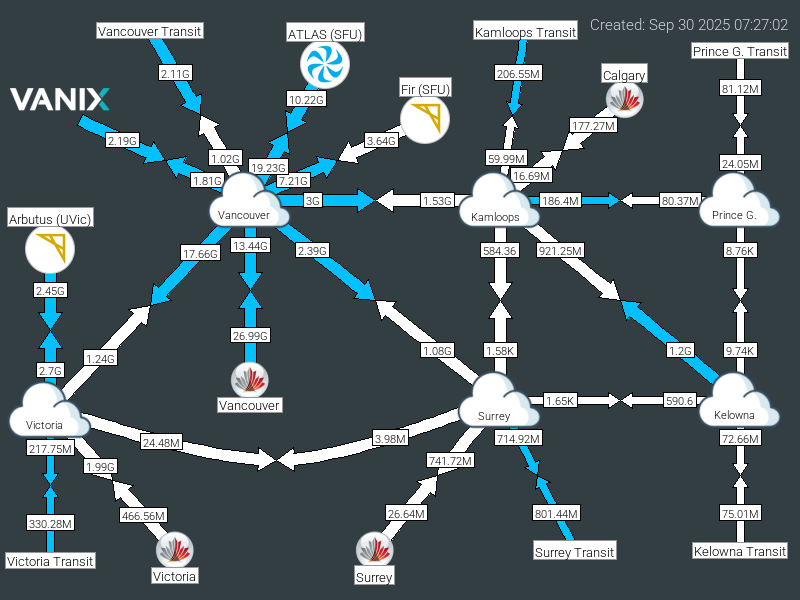 Created: Sep 30 2025 07:27:02
Vancouver Transit
ATLAS (SFU)
Kamloops Transit
Prince G. Transit
2.11G
206.55M
Calgary
81.12M
VANIX
10.22G
Fir (SFU)
177.27M
2.19G
3.64G
1.02G
19.23G
59.99M
24.05M
1.81G
7.21G
16.69M
3G
1.53G
186.4M
80.37M
Vancouver
Kamloops
Prince G.
Arbutus (UVic)
17.66G
13.44G
2.39G
584.36
921.25M
8.76K
2.45G
26.99G
1.24G
1.08G
1.58K
1.2G
9.74K
2.7G
Vancouver
1.65K
590.6
Victoria
Surrey
Kelowna
217.75M
24.48M
3.98M
714.92M
72.66M
1.99G
741.72M
330.28M
466.56M
26.64M
801.44M
75.01M
Victoria Transit
Victoria
Surrey
Surrey Transit
Kelowna Transit